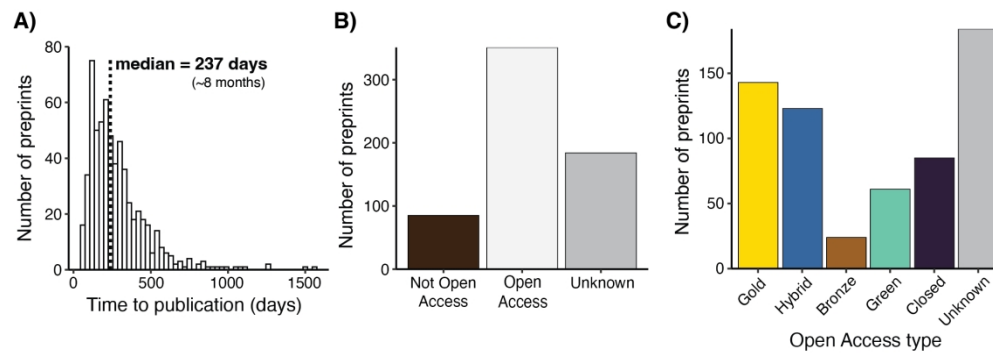 A)
Number of preprints
80
60
40
20
0
median = 237 days
(~8 months)
0
500
1000
1500
Time to publication (days)
B)
Number of preprints
300
200
100
0
Not Open
Access
Open
Access
Unknown
C)
Number of preprints
150
100
50
0
Gold
Hybrid
Bronze
Green
Closed
Unknown
Open Access type